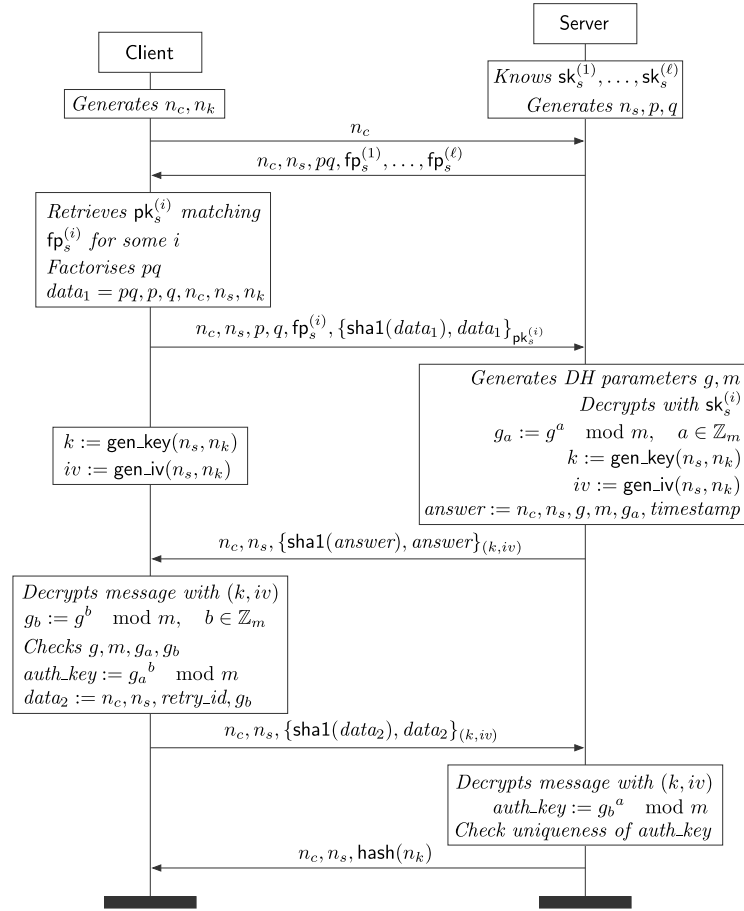 Client
Server
Knows sk_s^(1), . . . , sk_s^(ℓ)
Generates n_s, p, q
Generates n_c, n_k
n_c
n_c, n_s, pq, fp_s^(1), . . . , fp_s^(ℓ)
Retrieves pk_s^(i) matching
fp_s^(i) for some i
Factorises pq
data_1 = pq, p, q, n_c, n_s, n_k
n_c, n_s, p, q, fp_s^(i), {sha1(data_1), data_1}_pk_s^(i)
Generates DH parameters g, m
Decrypts with sk_s^(i)
g_a := g^a mod m, a ∈ ℤ_m
k := gen_key(n_s, n_k)
iv := gen_iv(n_s, n_k)
answer := n_c, n_s, g, m, g_a, timestamp
k := gen_key(n_s, n_k)
iv := gen_iv(n_s, n_k)
n_c, n_s, {sha1(answer), answer}_(k,iv)
Decrypts message with (k, iv)
g_b := g^b mod m, b ∈ ℤ_m
Checks g, m, g_a, g_b
auth_key := g_a^b mod m
data_2 := n_c, n_s, retry_id, g_b
n_c, n_s, {sha1(data_2), data_2}_(k,iv)
Decrypts message with (k, iv)
auth_key := g_b^a mod m
Check uniqueness of auth_key
n_c, n_s, hash(n_k)